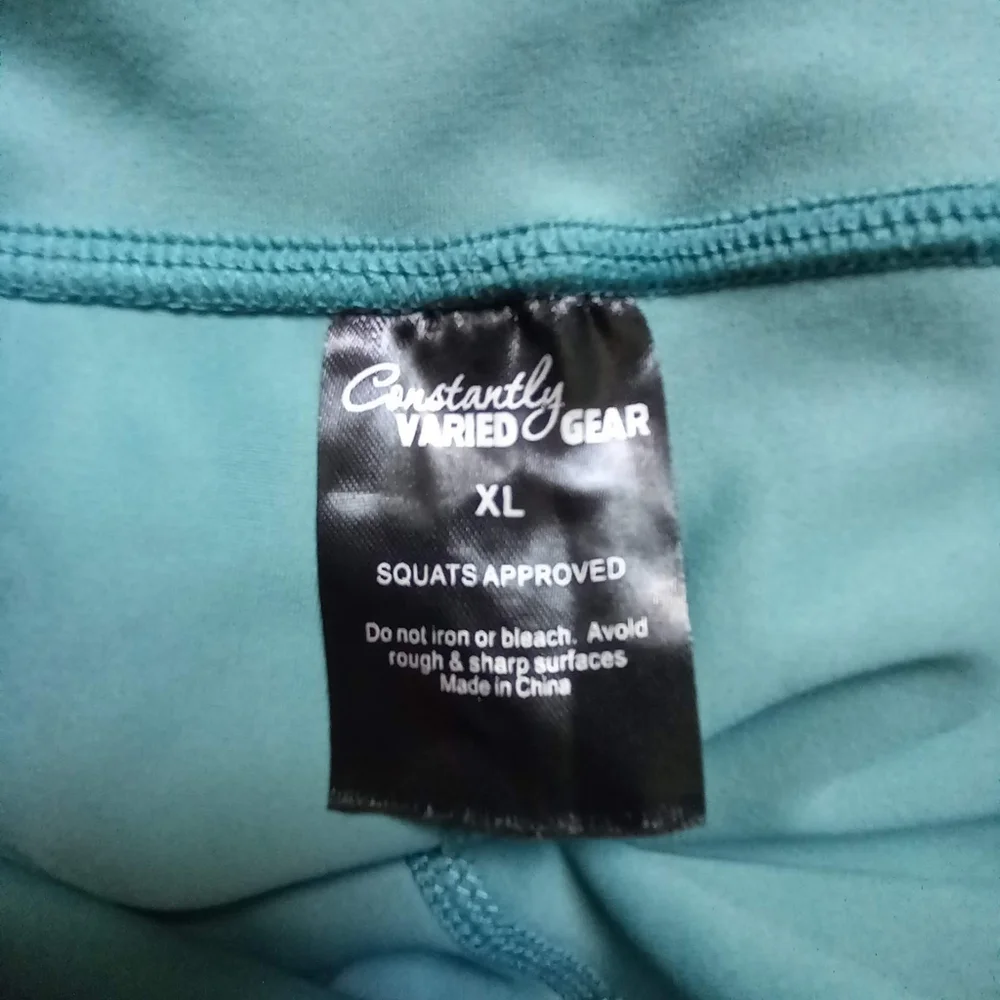 Constantly
VARIED GEAR
XL
SQUATS APPROVED
Do not iron or bleach. Avoid
rough & sharp surfaces
Made in China